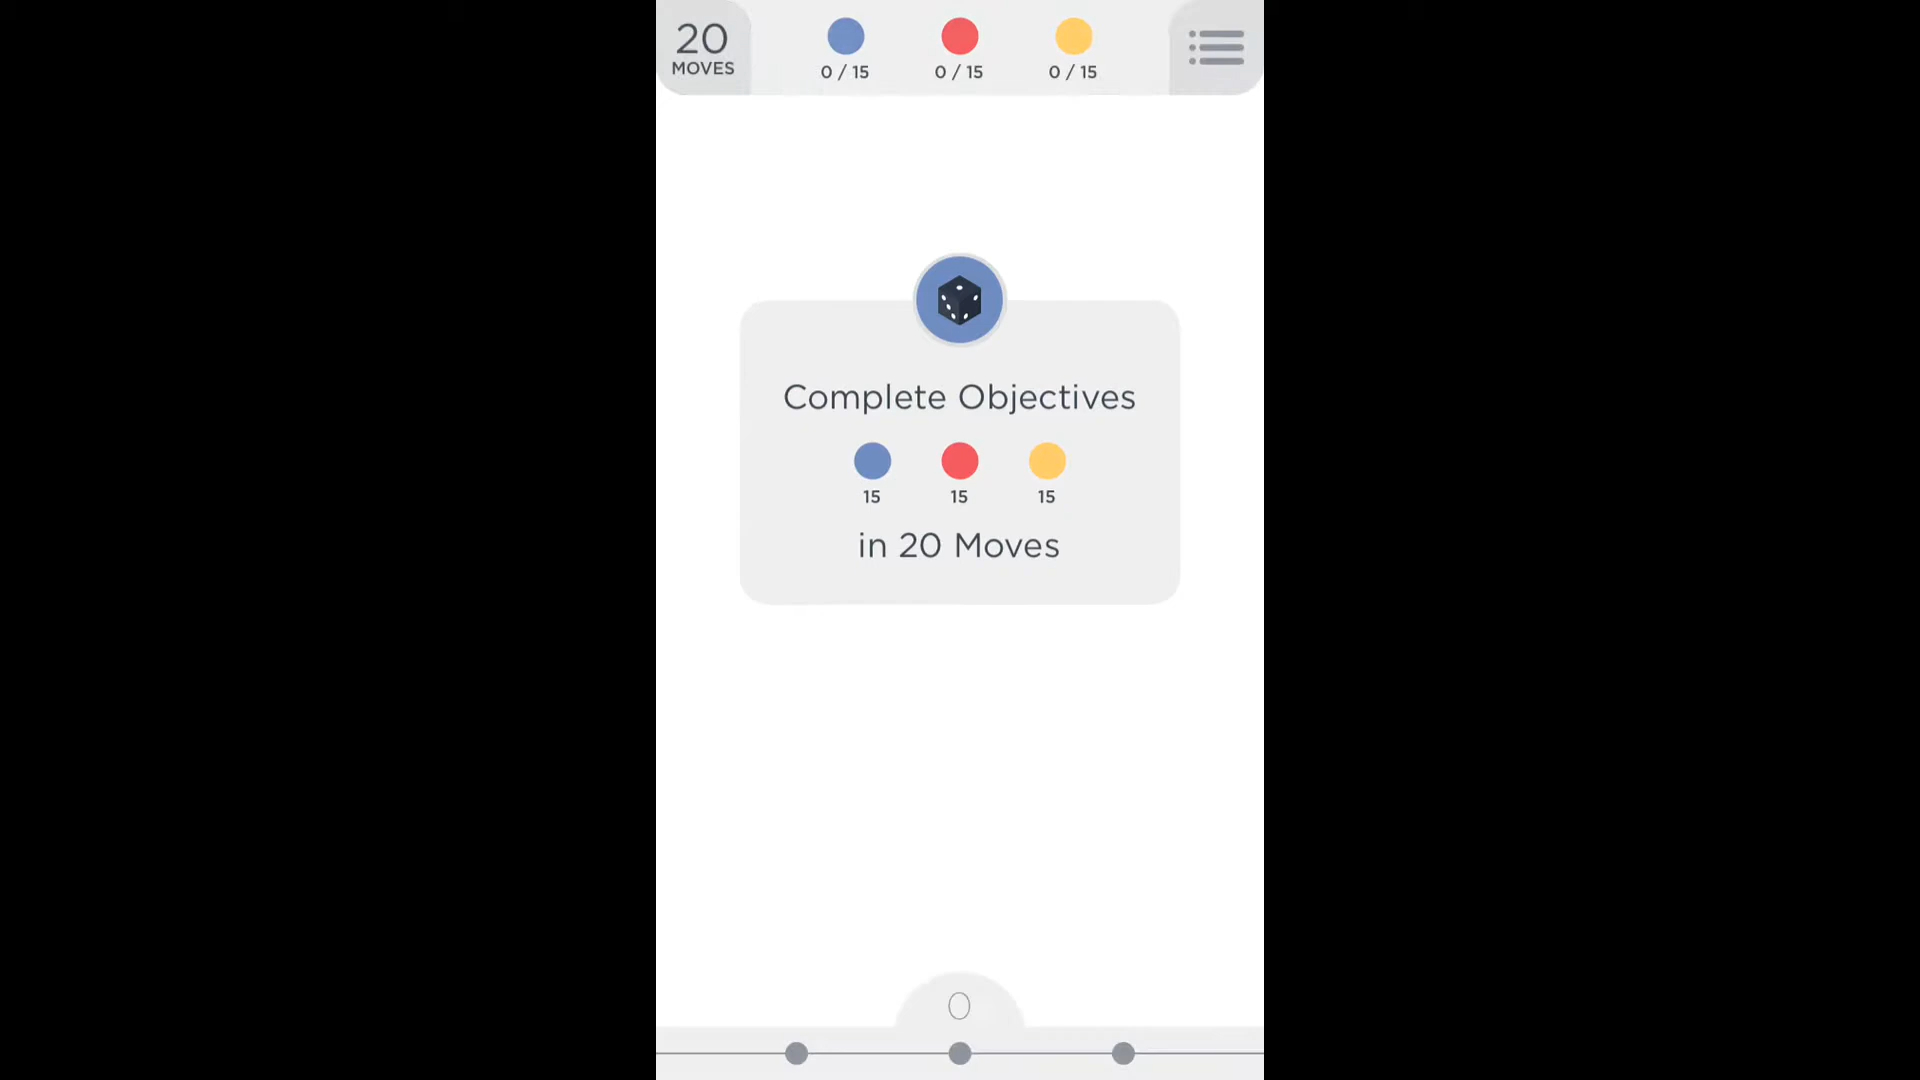 20
MOVES
0 / 15
0 / 15
0 / 15
Complete Objectives
15
15
15
in 20 Moves
0